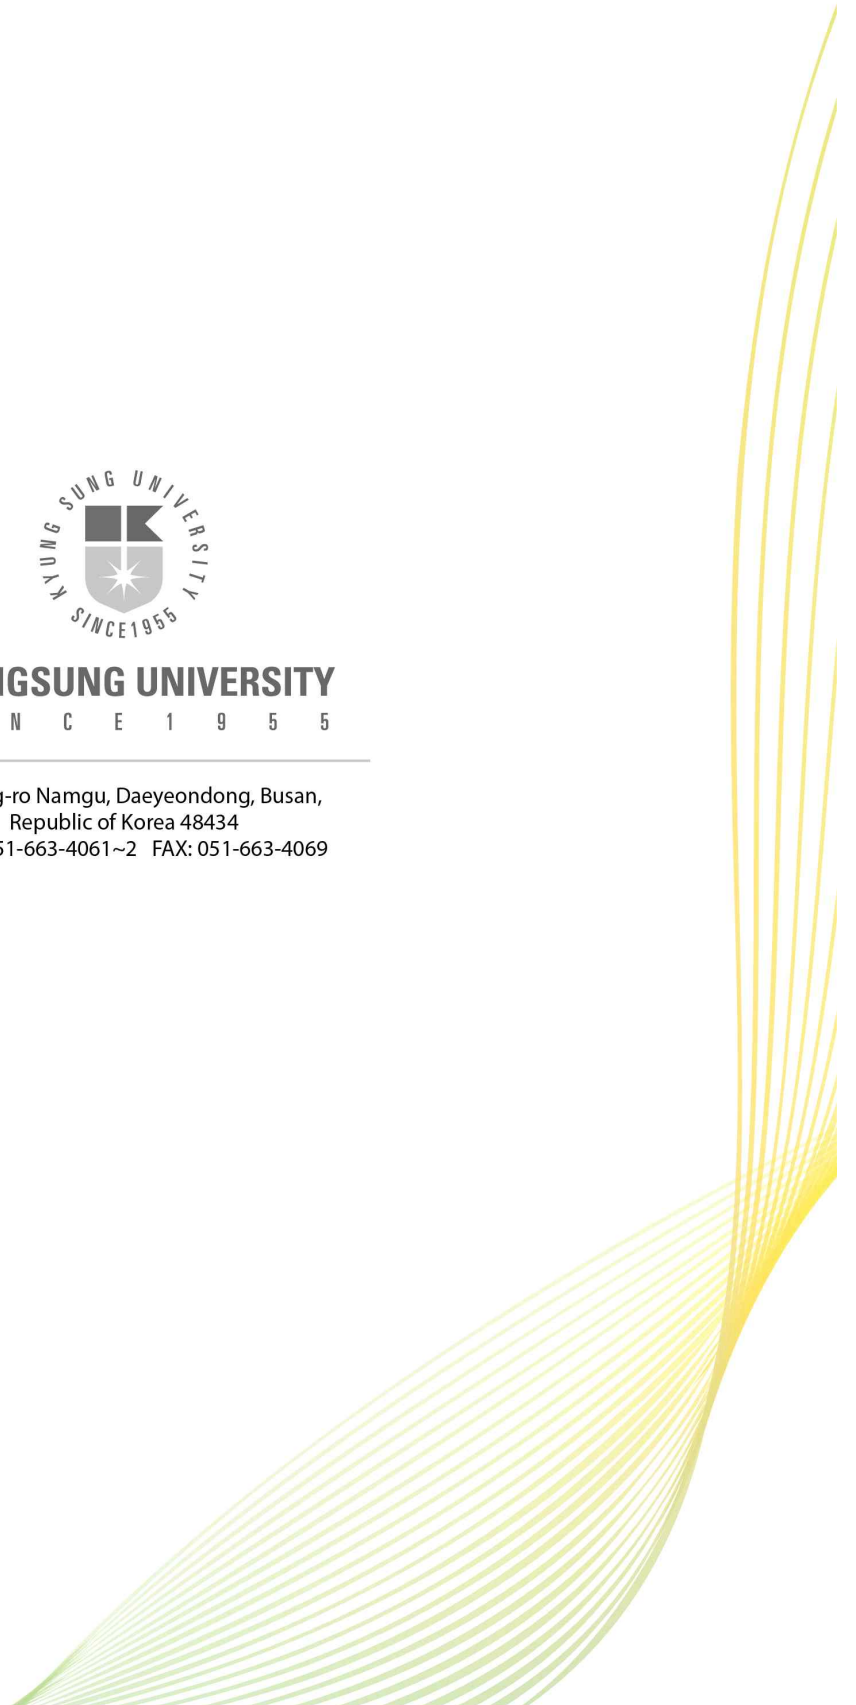 KYUNG SUNG UNIVERSITY
SINCE1955
NGSUNG UNIVERSITY
N C E 1 9 5 5
g-ro Namgu, Daeyeondong, Busan,
Republic of Korea 48434
51-663-4061~2 FAX: 051-663-4069